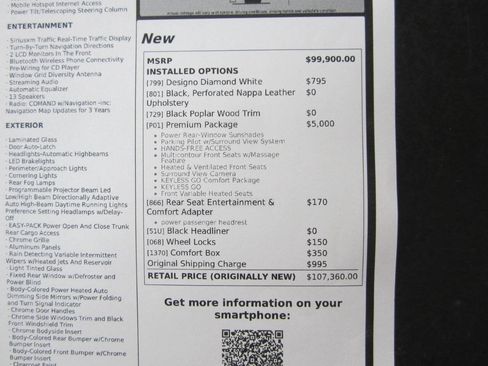 · Mobile Hotspot Internet Access
· Power Tilt/Telescoping Steering Column
ENTERTAINMENT
· Siriusxm Traffic Real-Time Traffic Display
· Turn-By-Turn Navigation Directions
· 2 LCD Monitors In The Front
· Bluetooth Wireless Phone Connectivity
· Pre-Wiring for CD Player
· Window Grid Diversity Antenna
· Streaming Audio
· Automatic Equalizer
· 13 Speakers
· Radio: COMAND w/Navigation -inc:
Navigation Map Updates for 3 Years
EXTERIOR
· Laminated Glass
· Door Auto-Latch
· Headlights-Automatic Highbeams
· LED Brakelights
· Perimeter/Approach Lights
· Cornering Lights
· Rear Fog Lamps
· Programmable Projector Beam Led
Low/High Beam Directionally Adaptive
Auto High-Beam Daytime Running Lights
Preference Setting Headlamps w/Delay-
Off
· EASY-PACK Power Open And Close Trunk
Rear Cargo Access
· Chrome Grille
· Aluminum Panels
· Rain Detecting Variable Intermittent
Wipers w/Heated Jets And Reservoir
· Light Tinted Glass
· Fixed Rear Window w/Defroster and
Power Blind
· Body-Colored Power Heated Auto
Dimming Side Mirrors w/Power Folding
and Turn Signal Indicator
· Chrome Door Handles
· Chrome Side Windows Trim and Black
Front Windshield Trim
· Chrome Bodyside Insert
· Body-Colored Rear Bumper w/Chrome
Bumper Insert
· Body-Colored Front Bumper w/Chrome
Bumper Insert
· Clearcoat Paint
New
MSRP $99,900.00
INSTALLED OPTIONS
[799] Designo Diamond White $795
[801] Black, Perforated Nappa Leather $0
Upholstery
[729] Black Poplar Wood Trim $0
[P01] Premium Package $5,000
• Power Rear-Window Sunshades
• Parking Pilot w/Surround View System
• HANDS-FREE ACCESS
• Multicontour Front Seats w/Massage
Feature
• Heated & Ventilated Front Seats
• Surround View Camera
• KEYLESS GO Comfort Package
• KEYLESS GO
• Front Variable Heated Seats
[866] Rear Seat Entertainment & $170
Comfort Adapter
• power passenger headrest
[51U] Black Headliner $0
[068] Wheel Locks $150
[1370] Comfort Box $350
Original Shipping Charge $995
RETAIL PRICE (ORIGINALLY NEW) $107,360.00
Get more information on your
smartphone: